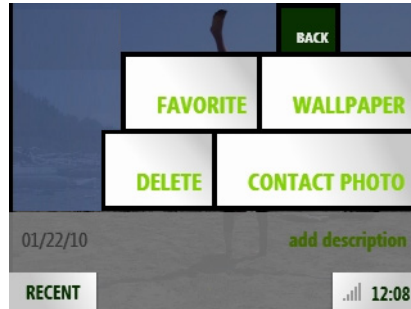 BACK
FAVORITE WALLPAPER
DELETE CONTACT PHOTO
01/22/10 add description
RECENT 12:08